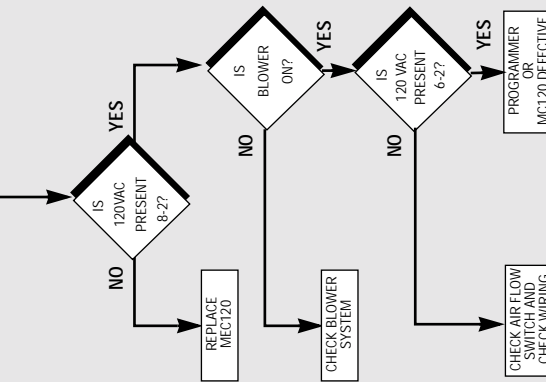 IS
120VAC
PRESENT
8-2?
YES
NO
REPLACE
MEC120
IS
BLOWER
ON?
YES
NO
CHECK BLOWER
SYSTEM
IS
120 VAC
PRESENT
6-2?
YES
NO
CHECK AIR FLOW
SWITCH AND
CHECK WIRING
PROGRAMMER
OR
MC120 DEFECTIVE